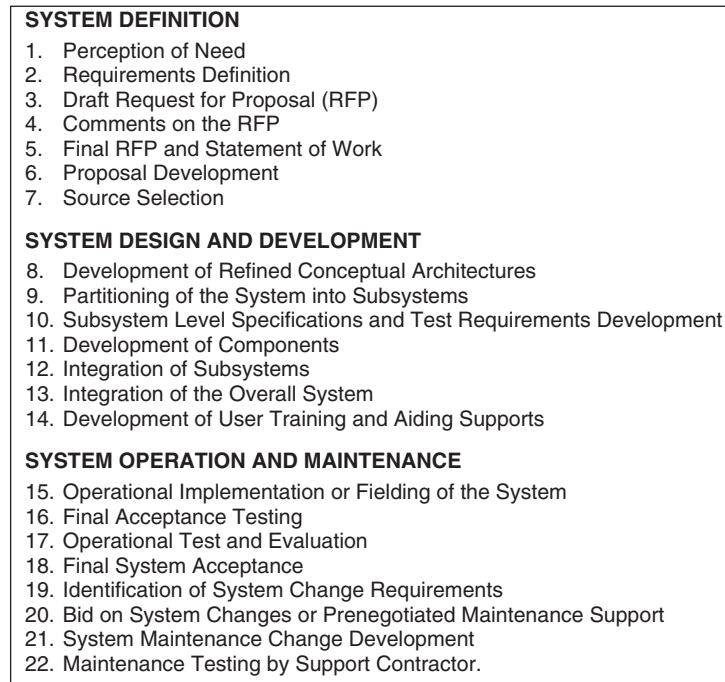 SYSTEM DEFINITION
1. Perception of Need
2. Requirements Definition
3. Draft Request for Proposal (RFP)
4. Comments on the RFP
5. Final RFP and Statement of Work
6. Proposal Development
7. Source Selection
SYSTEM DESIGN AND DEVELOPMENT
8. Development of Refined Conceptual Architectures
9. Partitioning of the System into Subsystems
10. Subsystem Level Specifications and Test Requirements Development
11. Development of Components
12. Integration of Subsystems
13. Integration of the Overall System
14. Development of User Training and Aiding Supports
SYSTEM OPERATION AND MAINTENANCE
15. Operational Implementation or Fielding of the System
16. Final Acceptance Testing
17. Operational Test and Evaluation
18. Final System Acceptance
19. Identification of System Change Requirements
20. Bid on System Changes or Prenegotiated Maintenance Support
21. System Maintenance Change Development
22. Maintenance Testing by Support Contractor.